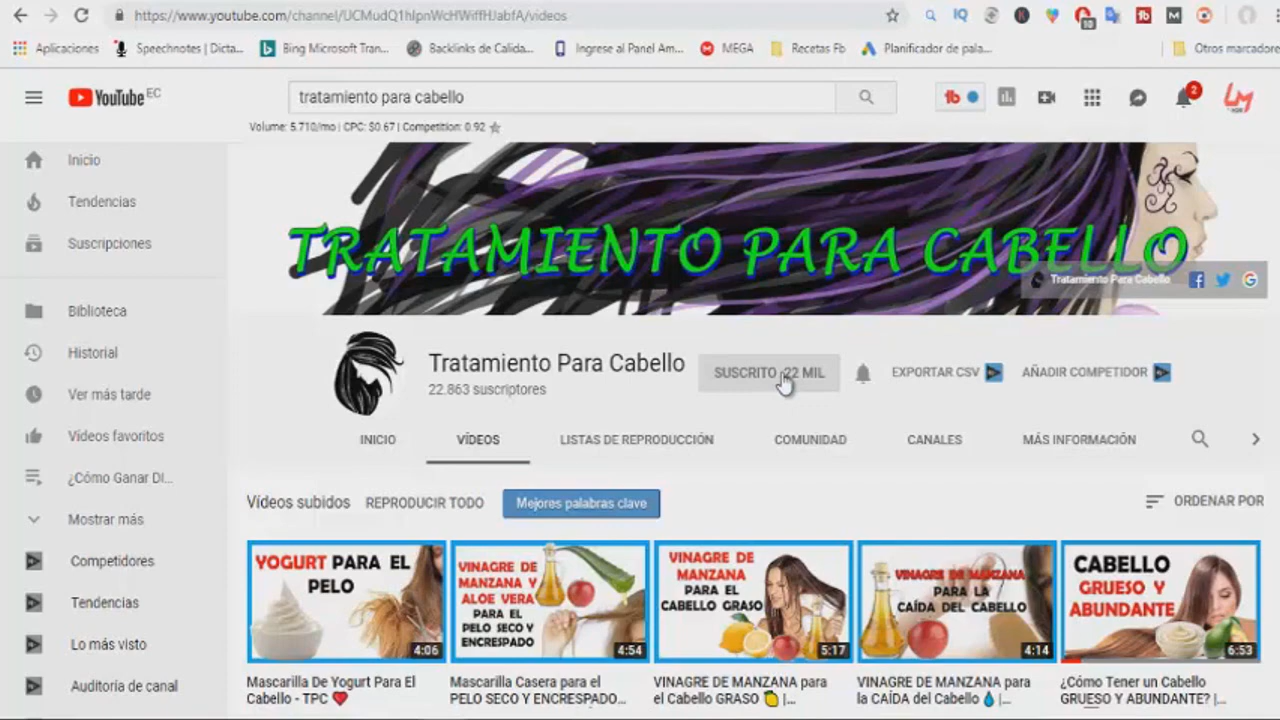 https://www.youtube.com/channel/UCMudQ1hIpnWcHWiffHJabfA/videos
Aplicaciones
Speechnotes | Dicta...
Bing Microsoft Tran...
Backlinks de Calida...
Ingrese al Panel Am...
MEGA
Recetas Fb
Planificador de pala...
Otros marcadore
YouTube EC
tratamiento para cabello
Volume: 5.710/mo | CPC: $0.67 | Competition: 0.92
Inicio
Tendencias
Suscripciones
Biblioteca
Historial
Ver más tarde
Vídeos favoritos
¿Cómo Ganar DI...
Mostrar más
Competidores
Tendencias
Lo más visto
Auditoría de canal
TRATAMIENTO PARA CABELLO
Tratamiento Para Cabello
Tratamiento Para Cabello
22.863 suscriptores
SUSCRITO 22 MIL
EXPORTAR CSV
AÑADIR COMPETIDOR
INICIO
VÍDEOS
LISTAS DE REPRODUCCIÓN
COMUNIDAD
CANALES
MÁS INFORMACIÓN
Vídeos subidos
REPRODUCIR TODO
Mejores palabras clave
ORDENAR POR
YOGURT PARA EL
PELO
4:06
Mascarilla De Yogurt Para El
Cabello - TPC
VINAGRE DE
MANZANA Y
ALOE VERA
PARA EL
PELO SECO Y
ENCRESPADO
4:54
Mascarilla Casera para el
PELO SECO Y ENCRESPADO...
VINAGRE DE
MANZANA
PARA EL
CABELLO GRASO
5:17
VINAGRE DE MANZANA para
el Cabello GRASO |...
VINAGRE DE MANZANA
PARA LA
CAÍDA DEL CABELLO
4:14
VINAGRE DE MANZANA para
la CAÍDA del Cabello |...
CABELLO
GRUESO Y
ABUNDANTE
6:53
¿Cómo Tener un Cabello
GRUESO Y ABUNDANTE? |...